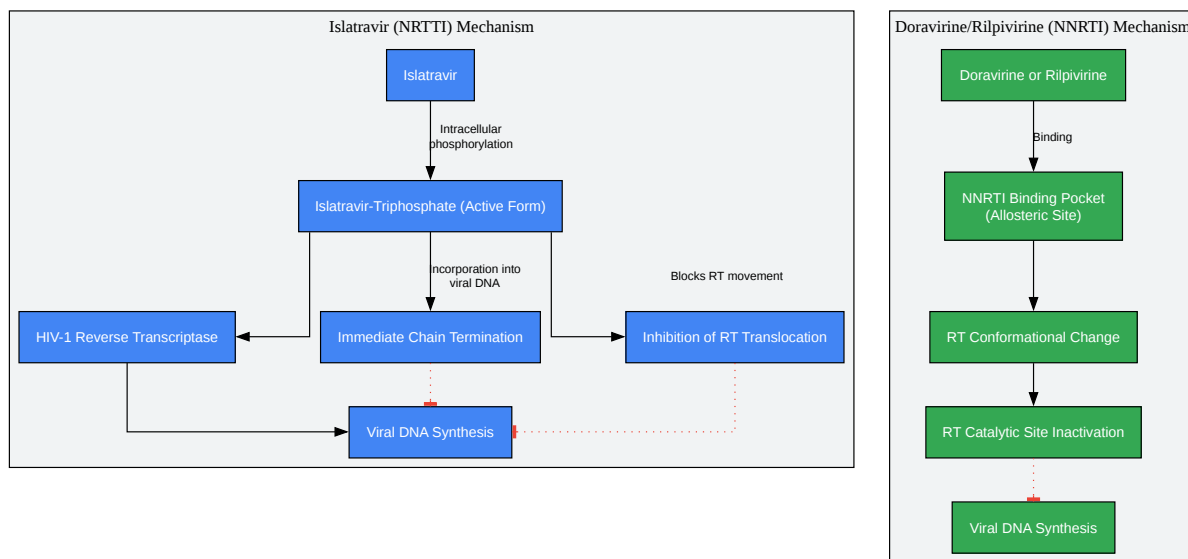 Islatravir (NRTTI) Mechanism
Islatravir
Intracellular
phosphorylation
Islatravir-Triphosphate (Active Form)
Incorporation into
viral DNA
Blocks RT movement
HIV-1 Reverse Transcriptase
Immediate Chain Termination
Inhibition of RT Translocation
Viral DNA Synthesis
Doravirine/Rilpivirine (NNRTI) Mechanism
Doravirine or Rilpivirine
Binding
NNRTI Binding Pocket
(Allosteric Site)
RT Conformational Change
RT Catalytic Site Inactivation
Viral DNA Synthesis